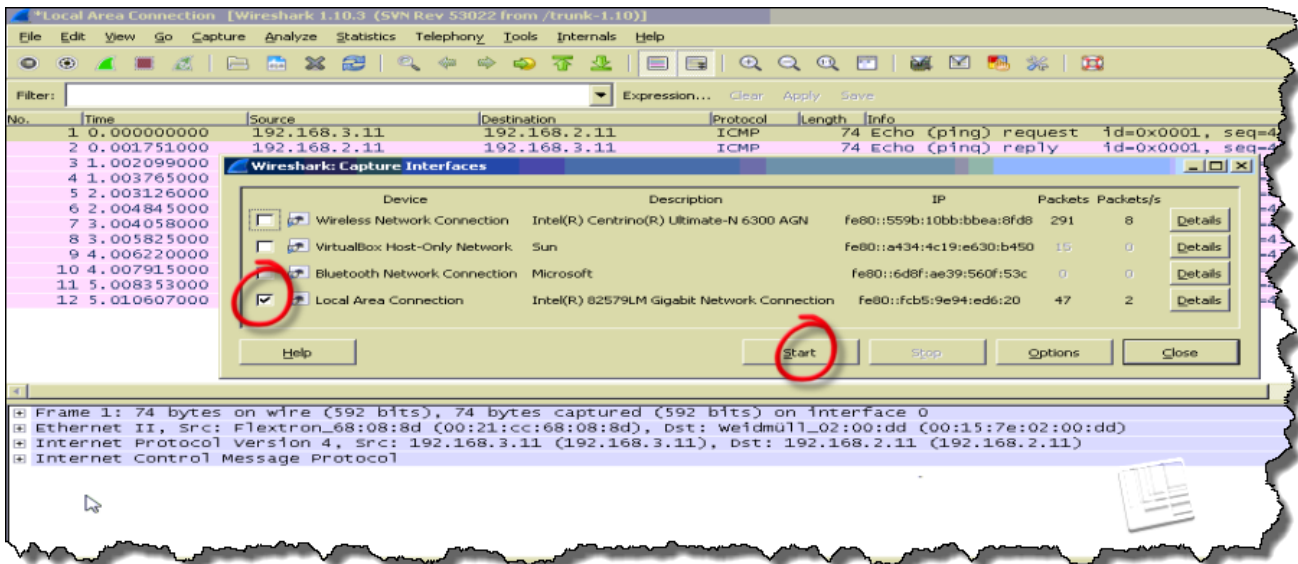 *Local Area Connection [Wireshark 1.10.3 (SVN Rev 53022 from /trunk-1.10)]
File Edit View Go Capture Analyze Statistics Telephony Tools Internals Help
Filter: Expression... Clear Apply Save
No. Time Source Destination Protocol Length Info
1 0.000000000 192.168.3.11 192.168.2.11 ICMP 74 Echo (ping) request id=0x0001, seq=4
2 0.001751000 192.168.2.11 192.168.3.11 ICMP 74 Echo (ping) reply id=0x0001, seq=4
3 1.002099000
4 1.003765000
5 2.003126000
6 2.004845000
7 3.004058000
8 3.005825000
9 4.006220000
10 4.007915000
11 5.008353000
12 5.010607000
Wireshark: Capture Interfaces
Device Description IP Packets Packets/s
Wireless Network Connection Intel(R) Centrino(R) Ultimate-N 6300 AGN fe80::559b:10bb:bbea:8fd8 291 8 Details
VirtualBox Host-Only Network Sun fe80::a434:4c19:e630:b450 15 0 Details
Bluetooth Network Connection Microsoft fe80::6d8f:ae39:560f:53c 0 0 Details
Local Area Connection Intel(R) 82579LM Gigabit Network Connection fe80::fcb5:9e94:ed6:20 47 2 Details
Help Start Stop Options Close
Frame 1: 74 bytes on wire (592 bits), 74 bytes captured (592 bits) on interface 0
Ethernet II, Src: Flextron_68:08:8d (00:21:cc:68:08:8d), Dst: Weidmüll_02:00:dd (00:15:7e:02:00:dd)
Internet Protocol Version 4, Src: 192.168.3.11 (192.168.3.11), Dst: 192.168.2.11 (192.168.2.11)
Internet Control Message Protocol